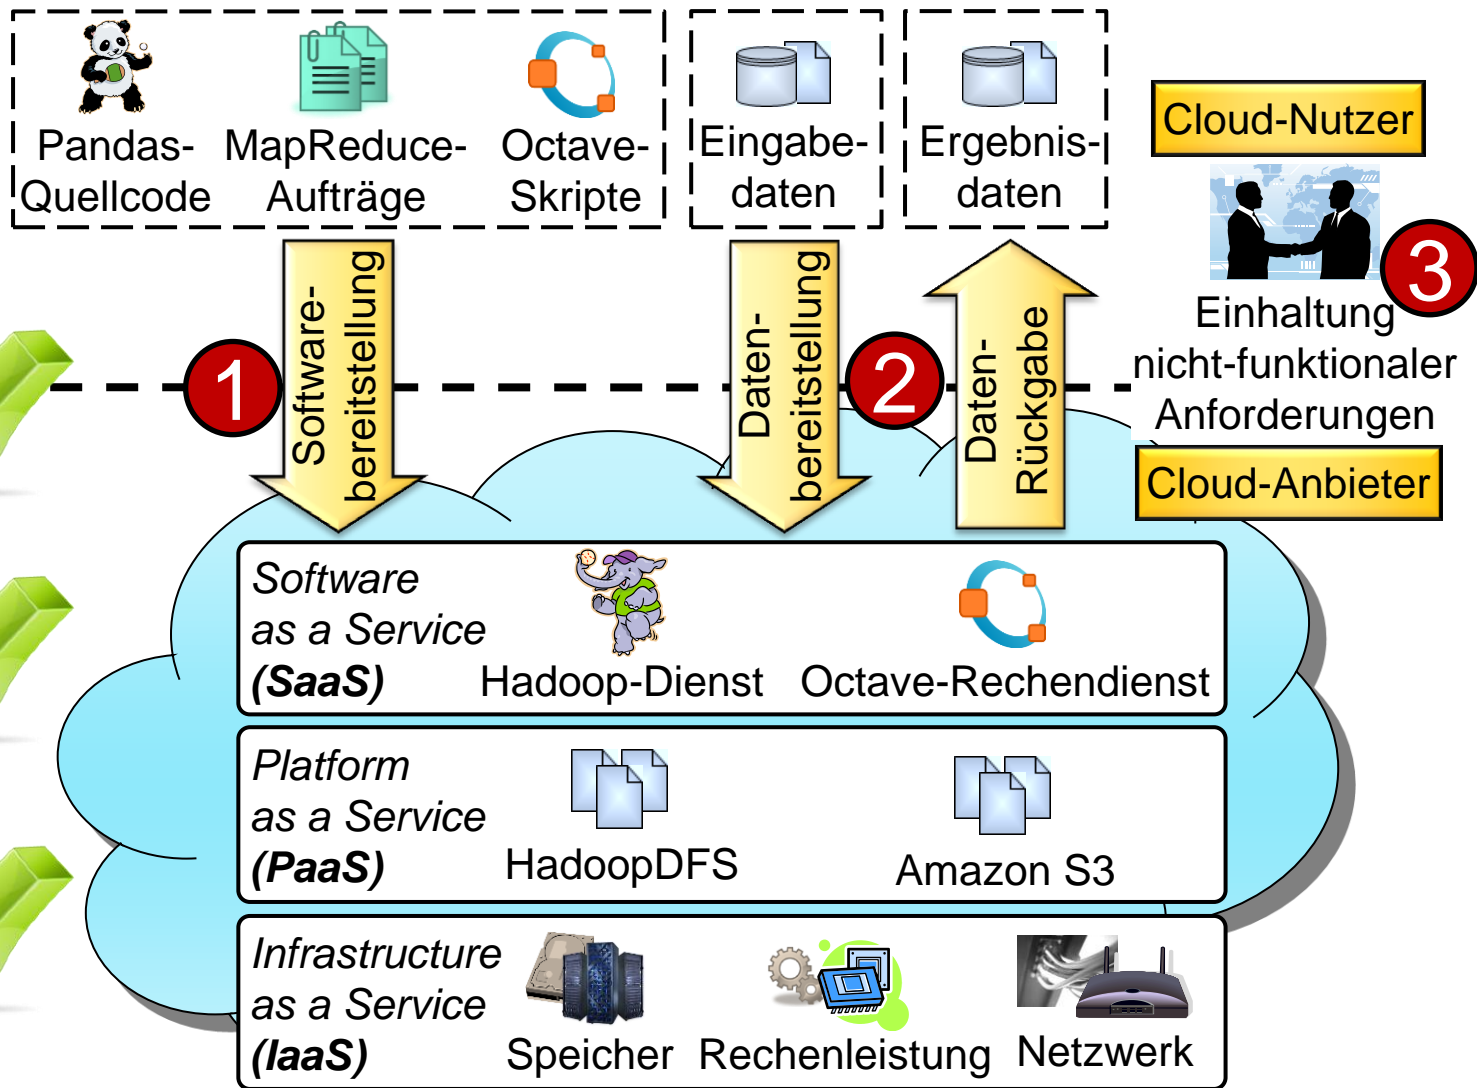 Pandas-
Quellcode
MapReduce-
Aufträge
Octave-
Skripte
Eingabe-
daten
Ergebnis-
daten
Cloud-Nutzer
3
Einhaltung
nicht-funktionaler
Anforderungen
Cloud-Anbieter
1
Software-
bereitstellung
Daten-
bereitstellung
2
Daten-
Rückgabe
Software
as a Service
(SaaS)
Hadoop-Dienst
Octave-Rechendienst
Platform
as a Service
(PaaS)
HadoopDFS
Amazon S3
Infrastructure
as a Service
(IaaS)
Speicher
Rechenleistung
Netzwerk